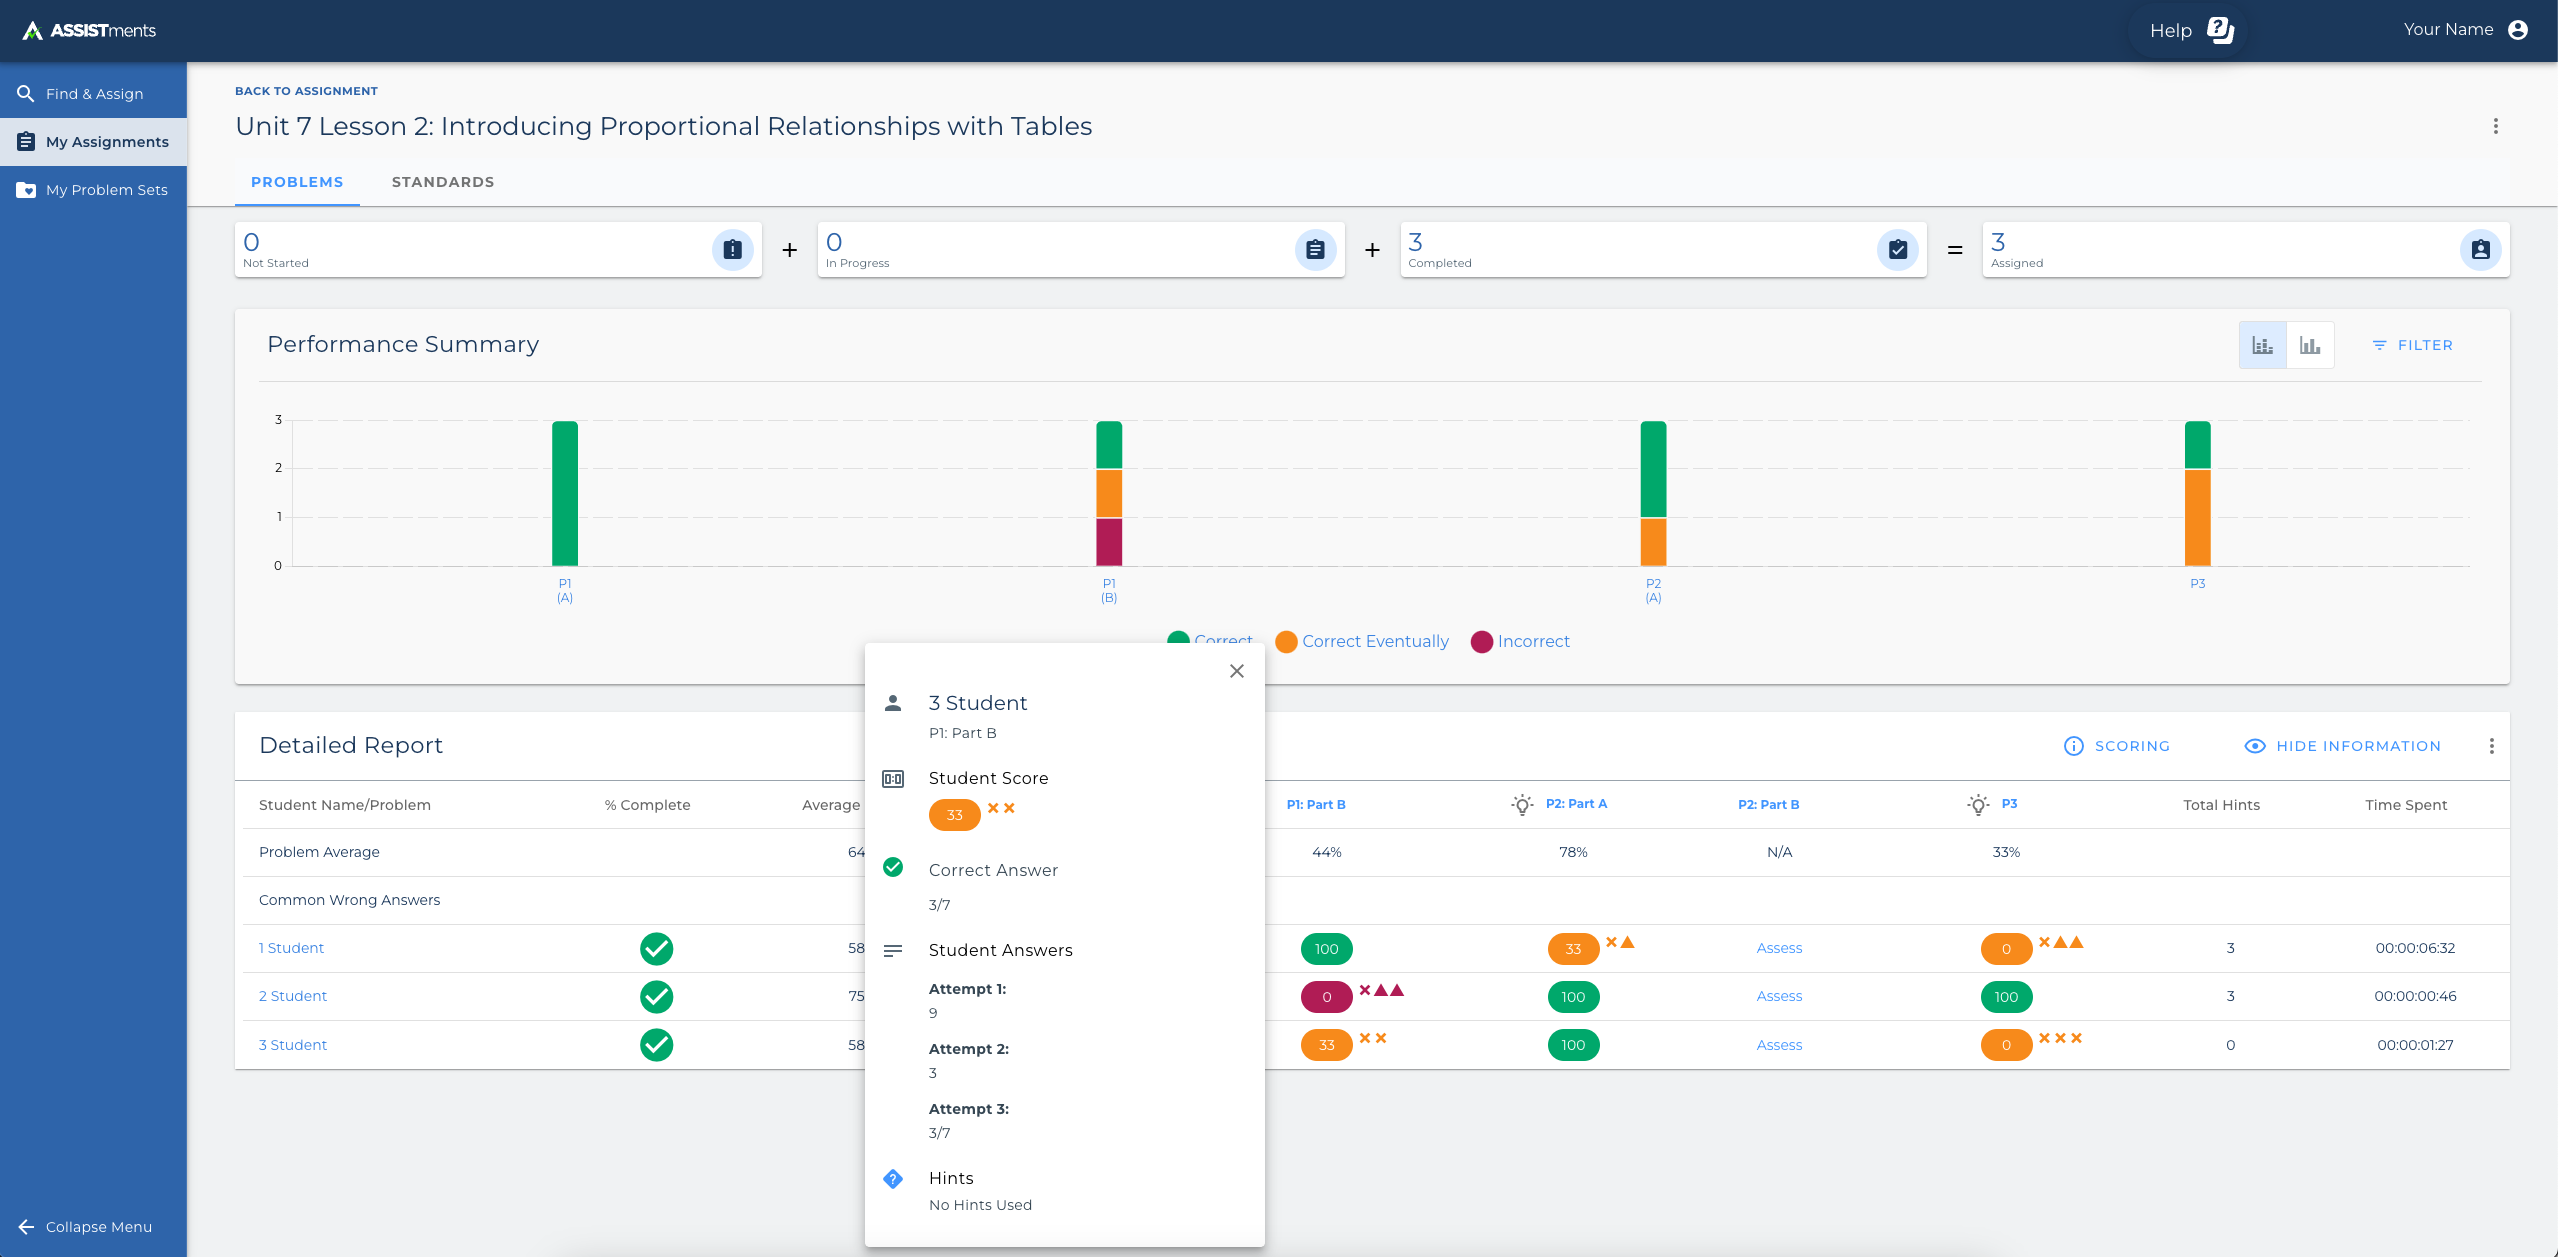 ASSISTments
Help
Your Name
Find & Assign
My Assignments
My Problem Sets
Collapse Menu
BACK TO ASSIGNMENT
Unit 7 Lesson 2: Introducing Proportional Relationships with Tables
PROBLEMS STANDARDS
0
Not Started
+
0
In Progress
+
3
Completed
=
3
Assigned
Performance Summary
FILTER
3
2
1
0
P1
(A)
P1
(B)
P2
(A)
P3
Correct Correct Eventually Incorrect
Detailed Report
SCORING HIDE INFORMATION
Student Name/Problem % Complete Average P1: Part B P2: Part A P2: Part B P3 Total Hints Time Spent
Problem Average 64 44% 78% N/A 33%
Common Wrong Answers
1 Student 58 100 33 Assess 0 3 00:00:06:32
2 Student 75 0 100 Assess 100 3 00:00:00:46
3 Student 58 33 100 Assess 0 0 00:00:01:27
3 Student
P1: Part B
Student Score
33
Correct Answer
3/7
Student Answers
Attempt 1:
9
Attempt 2:
3
Attempt 3:
3/7
Hints
No Hints Used